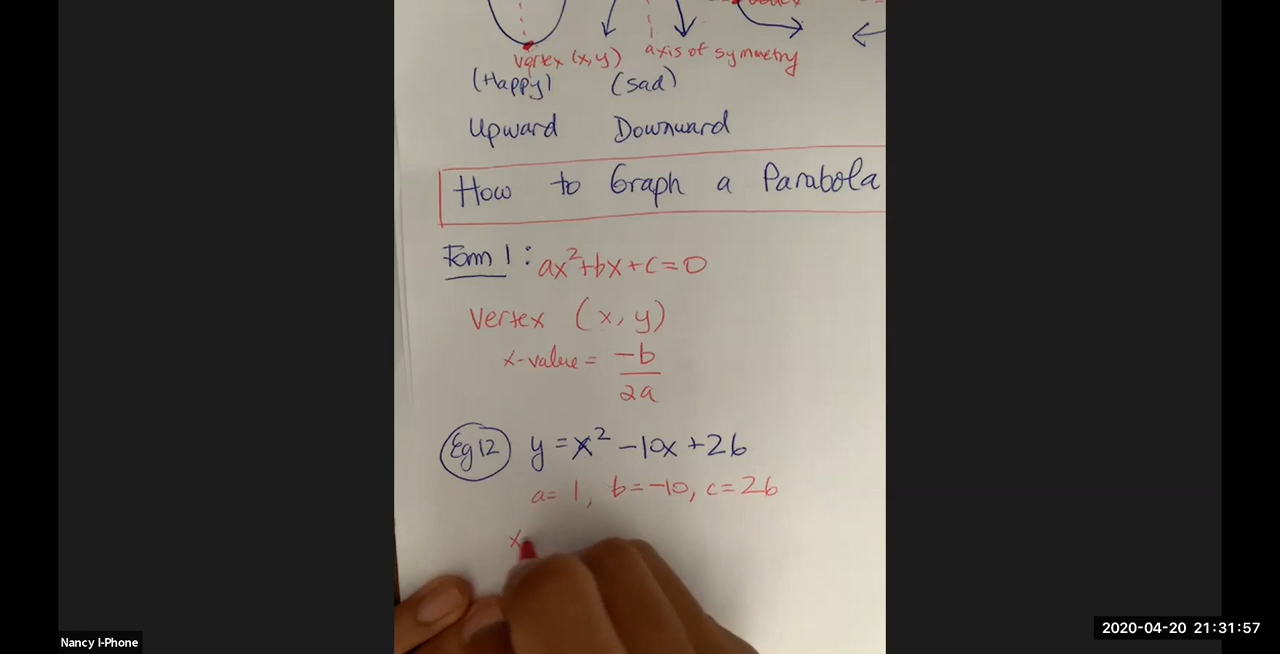 vertex (x,y) axis of symmetry
(Happy) (sad)
Upward Downward
How to Graph a Parabola
Form 1: ax²+bx+c=0
Vertex (x, y)
x-value = -b
2a
Eg 12 y = x² -10x +26
a= 1, b=-10, c=26
x
Nancy I-Phone
2020-04-20 21:31:57